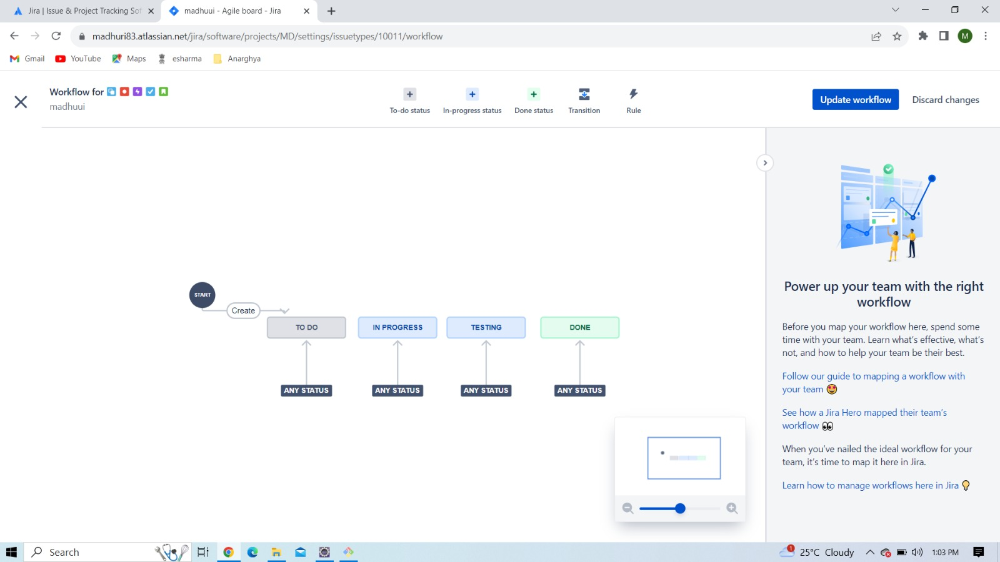 Jira | Issue & Project Tracking Sof
madhuui - Agile board - Jira
madhuri83.atlassian.net/jira/software/projects/MD/settings/issuetypes/10011/workflow
M
Gmail
YouTube
Maps
esharma
Anarghya
Workflow for
madhuui
To-do status
In-progress status
Done status
Transition
Rule
Update workflow
Discard changes
START
Create
TO DO
IN PROGRESS
TESTING
DONE
ANY STATUS
ANY STATUS
ANY STATUS
ANY STATUS
Power up your team with the right
workflow
Before you map your workflow here, spend some
time with your team. Learn what's effective, what's
not, and how to help your team be their best.
Follow our guide to mapping a workflow with
your team 🤩
See how a Jira Hero mapped their team's
workflow 👀
When you've nailed the ideal workflow for your
team, it's time to map it here in Jira.
Learn how to manage workflows here in Jira 💡
Search
1
25°C Cloudy
1:03 PM